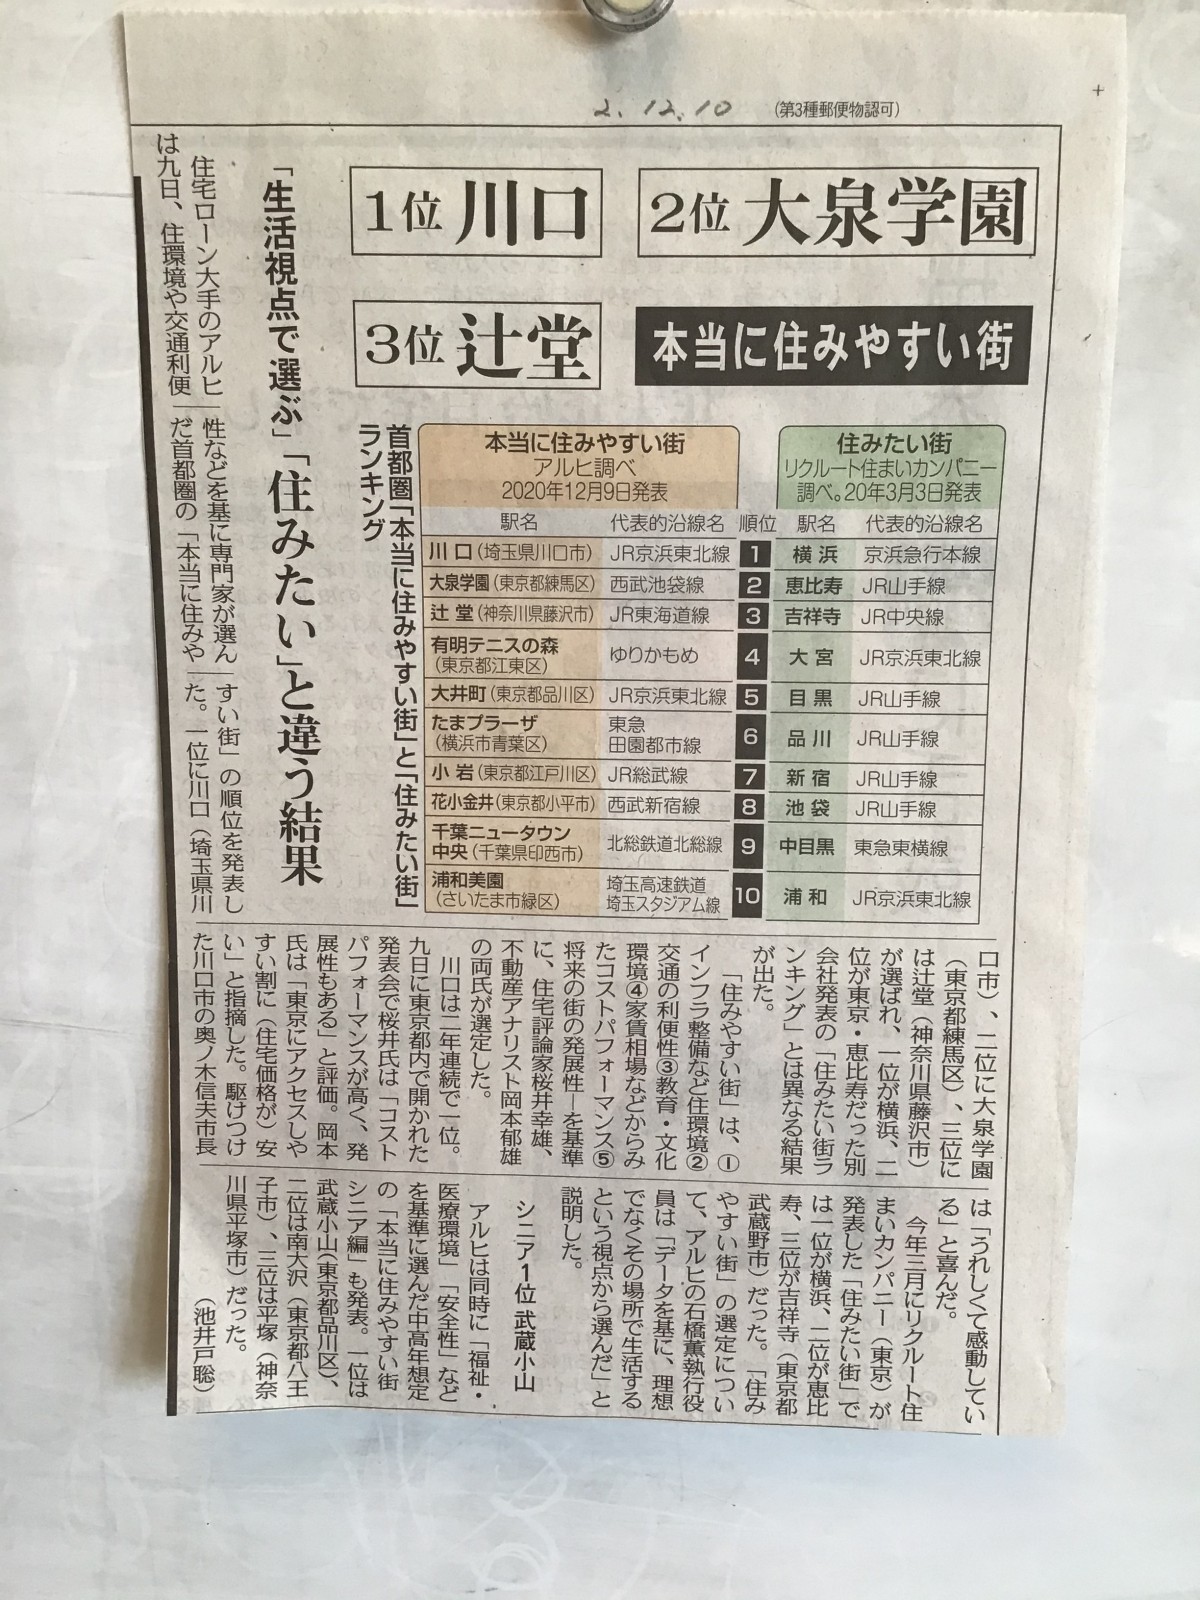 2.12.10
(第3種郵便物認可)
1位 川口
2位 大泉学園
3位 辻堂
本当に住みやすい街
「生活視点で選ぶ」「住みたい」と違う結果
首都圏「本当に住みやすい街」と「住みたい街」
ランキング
本当に住みやすい街
アルヒ調べ
2020年12月9日発表
住みたい街
リクルート住まいカンパニー
調べ。20年3月3日発表
駅名 代表的沿線名 順位 駅名 代表的沿線名
川口(埼玉県川口市) JR京浜東北線 1 横浜 京浜急行本線
大泉学園(東京都練馬区) 西武池袋線 2 恵比寿 JR山手線
辻堂(神奈川県藤沢市) JR東海道線 3 吉祥寺 JR中央線
有明テニスの森
(東京都江東区) ゆりかもめ 4 大宮 JR京浜東北線
大井町(東京都品川区) JR京浜東北線 5 目黒 JR山手線
たまプラーザ 東急
(横浜市青葉区) 田園都市線 6 品川 JR山手線
小岩(東京都江戸川区) JR総武線 7 新宿 JR山手線
花小金井(東京都小平市) 西武新宿線 8 池袋 JR山手線
千葉ニュータウン
中央(千葉県印西市) 北総鉄道北総線 9 中目黒 東急東横線
浦和美園 埼玉高速鉄道
(さいたま市緑区) 埼玉スタジアム線 10 浦和 JR京浜東北線
住宅ローン大手のアルヒ
は九日、住環境や交通利便
性などを基に専門家が選ん
だ首都圏の「本当に住みや
すい街」の順位を発表し
た。一位に川口(埼玉県川
口市)、二位に大泉学園
(東京都練馬区)、三位に
は辻堂(神奈川県藤沢市)
が選ばれ、一位が横浜、二
位が東京・恵比寿だった別
会社発表の「住みたい街ラ
ンキング」とは異なる結果
が出た。
「住みやすい街」は、①
インフラ整備など住環境②
交通の利便性③教育・文化
環境④家賃相場などからみ
たコストパフォーマンス⑤
将来の街の発展性―を基準
に、住宅評論家桜井幸雄、
不動産アナリスト岡本郁雄
の両氏が選定した。
川口は二年連続で一位。
九日に東京都内で開かれた
発表会で桜井氏は「コスト
パフォーマンスが高く、発
展性もある」と評価。岡本
氏は「東京にアクセスしや
すい割に(住宅価格が)安
い」と指摘した。駆けつけ
た川口市の奥ノ木信夫市長
は「うれしくて感動してい
る」と喜んだ。
今年三月にリクルート住
まいカンパニー(東京)が
発表した「住みたい街」で
は一位が横浜、二位が恵比
寿、三位が吉祥寺(東京都
武蔵野市)だった。「住み
やすい街」の選定につい
て、アルヒの石橋薫執行役
員は「データを基に、理想
でなくその場所で生活する
という視点から選んだ」と
説明した。
シニア1位 武蔵小山
アルヒは同時に「福祉・
医療環境」「安全性」など
を基準に選んだ中高年想定
の「本当に住みやすい街
シニア編」も発表。一位は
武蔵小山(東京都品川区)、
二位は南大沢(東京都八王
子市)、三位は平塚(神奈
川県平塚市)だった。
(池井戸聡)